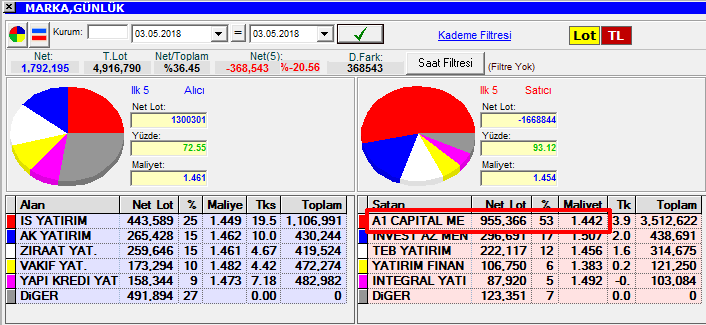 MARKA,GÜNLÜK
Kurum: 03.05.2018 = 03.05.2018 Kademe Filtresi Lot TL
Net: T.Lot Net/Toplam Net(5): D.Fark: Saat Filtresi (Filtre Yok)
1,792,195 4,916,790 %36.45 -368,543 %-20.56 368543
Ilk 5 Alıcı
Net Lot:
1300301
Yüzde:
72.55
Maliyet:
1.461
Ilk 5 Satıcı
Net Lot:
-1668844
Yüzde:
93.12
Maliyet:
1.454
Alan Net Lot % Maliye Tks Toplam
IS YATIRIM 443,589 25 1.449 19.5 1,106,991
AK YATIRIM 265,428 15 1.462 10.0 430,244
ZIRAAT YAT. 259,646 15 1.461 4.67 419,524
VAKIF YAT. 173,294 10 1.482 4.42 472,274
YAPI KREDI YAT 158,344 9 1.473 7.18 482,982
DiGER 491,894 27 0.00 0
Satan Net Lot % Maliyet Tk Toplam
A1 CAPITAL ME 955,366 53 1.442 3.9 3,512,622
INVEST AZ MEN 296,691 17 1.507 2.0 438,691
TEB YATIRIM 222,117 12 1.456 1.6 314,675
YATIRIM FINAN 106,750 6 1.383 0.2 121,250
INTEGRAL YATI 87,920 5 1.492 -0. 103,084
DiGER 123,351 7 0.0 0